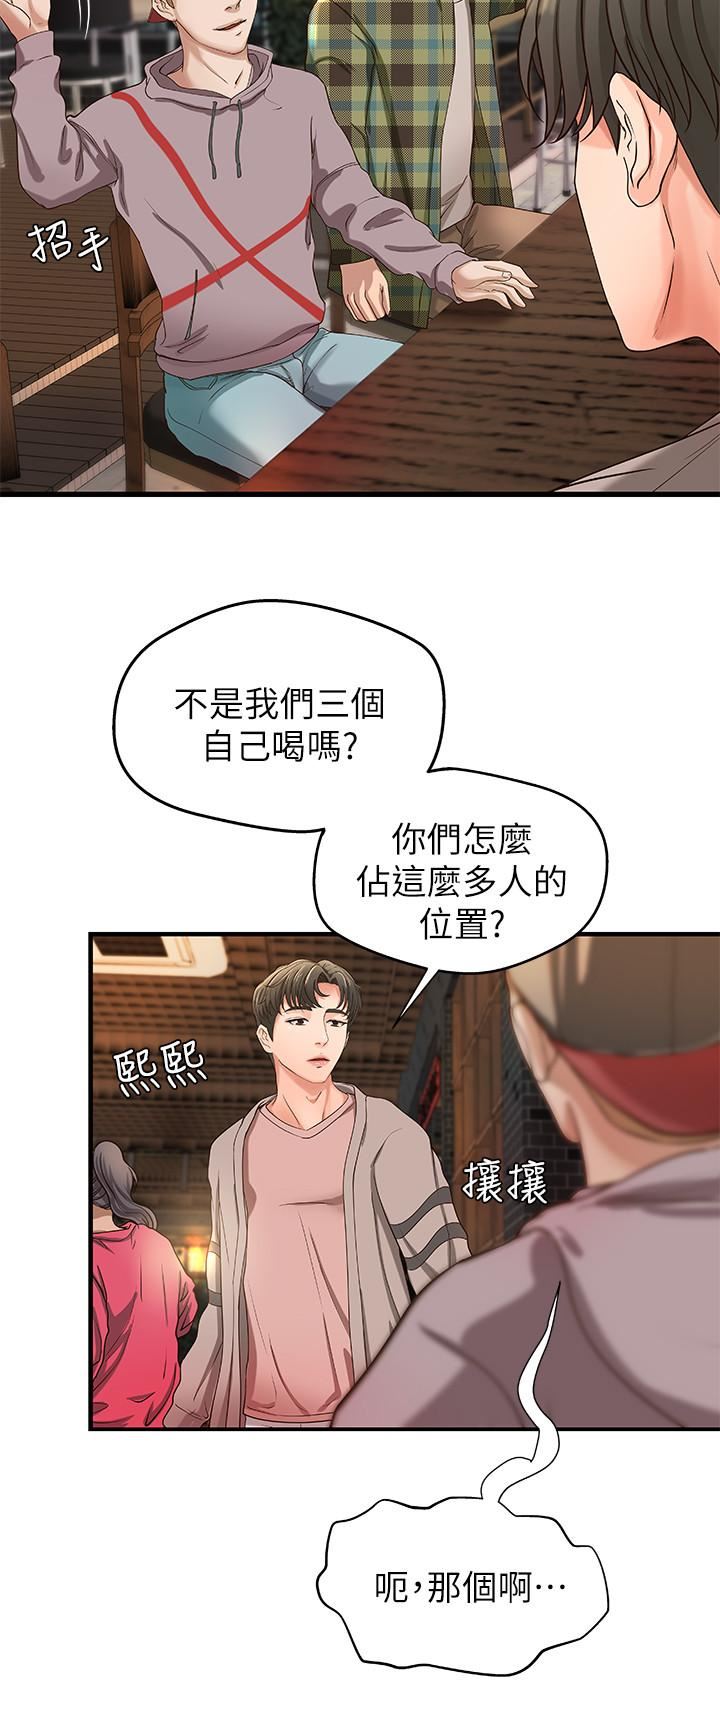 招手
不是我們三個
自己喝嗎?
你們怎麼
佔這麼多人的
位置?
熙熙
攘攘
呃，那個啊…